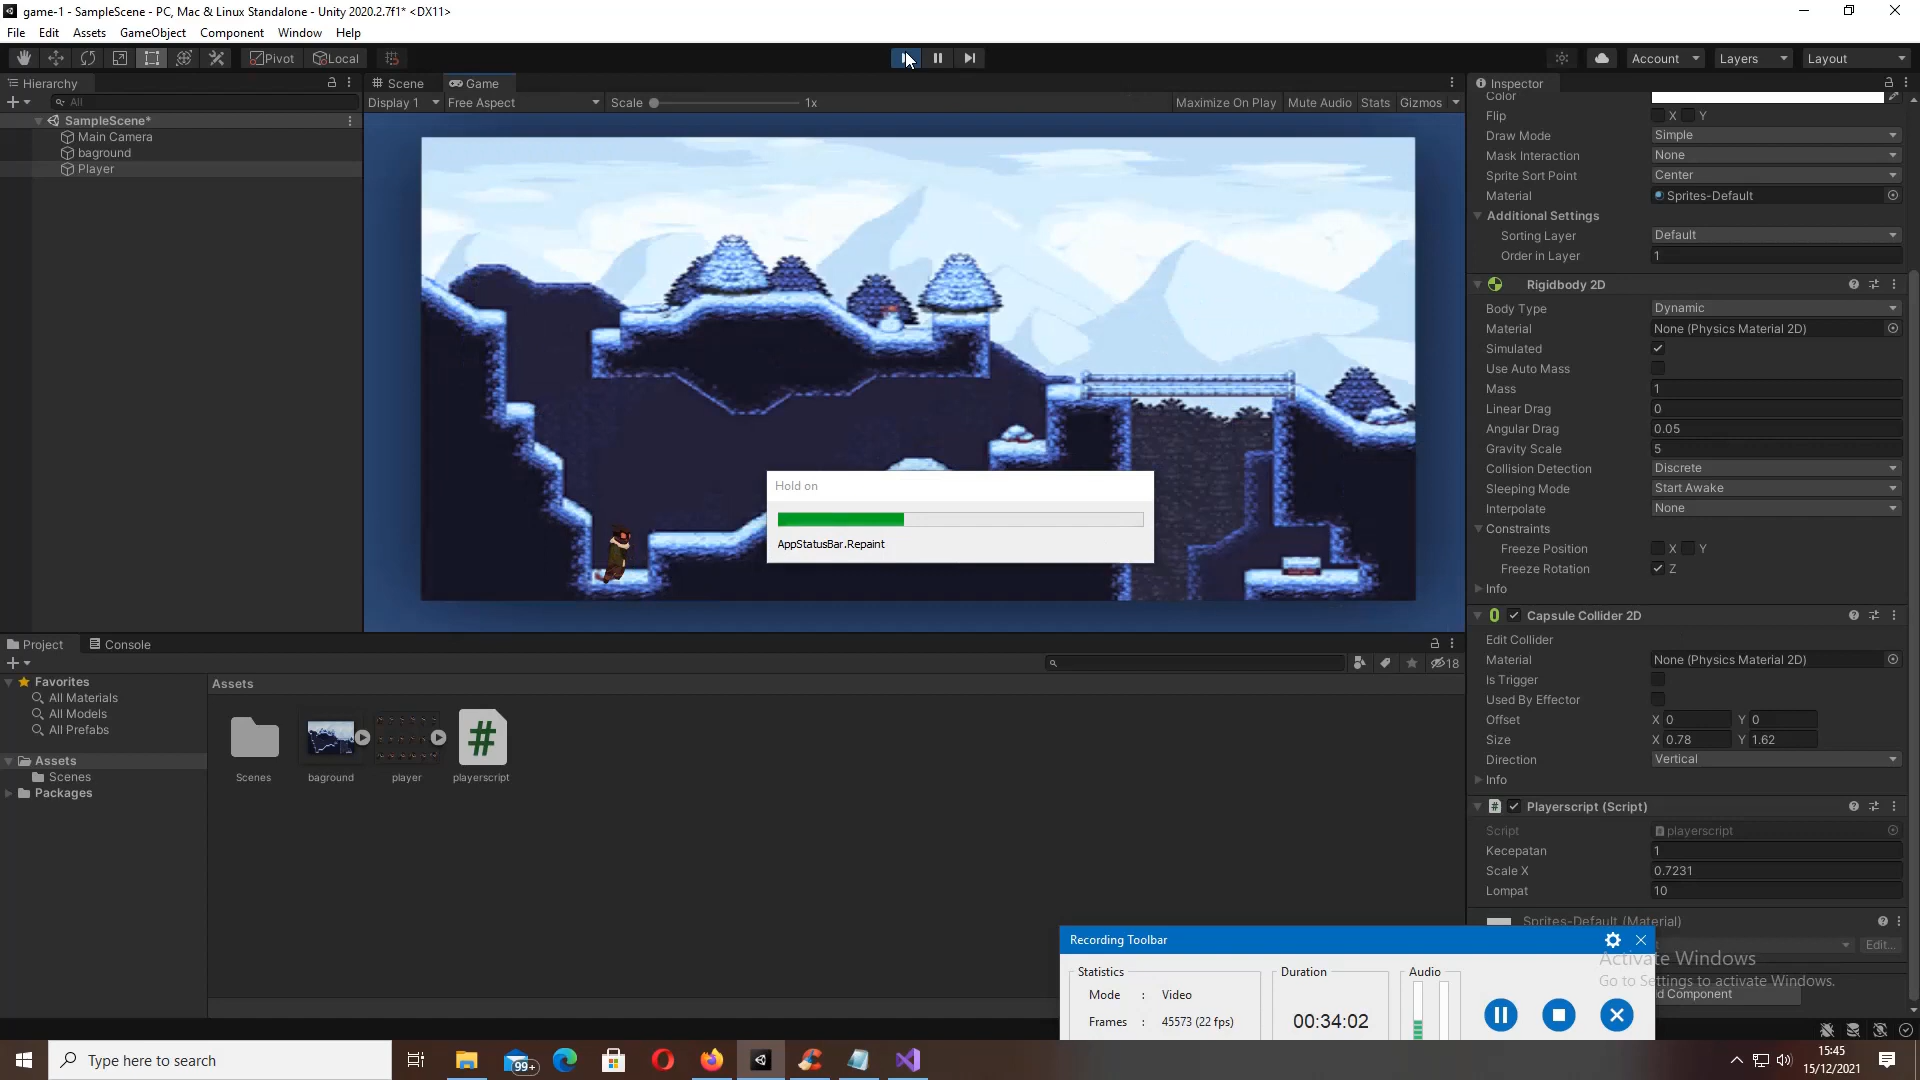 game-1 - SampleScene - PC, Mac & Linux Standalone - Unity 2020.2.7f1* <DX11>
File Edit Assets GameObject Component Window Help
Pivot Local Account Layers Layout
Hierarchy
All
SampleScene*
Main Camera
baground
Player
Scene Game
Display 1 Free Aspect Scale 1x Maximize On Play Mute Audio Stats Gizmos
Hold on
AppStatusBar.Repaint
Inspector
Color
Flip X Y
Draw Mode Simple
Mask Interaction None
Sprite Sort Point Center
Material Sprites-Default
Additional Settings
Sorting Layer Default
Order in Layer 1
Rigidbody 2D
Body Type Dynamic
Material None (Physics Material 2D)
Simulated
Use Auto Mass
Mass 1
Linear Drag 0
Angular Drag 0.05
Gravity Scale 5
Collision Detection Discrete
Sleeping Mode Start Awake
Interpolate None
Constraints
Freeze Position X Y
Freeze Rotation Z
Info
Capsule Collider 2D
Edit Collider
Material None (Physics Material 2D)
Is Trigger
Used By Effector
Offset X 0 Y 0
Size X 0.78 Y 1.62
Direction Vertical
Info
Playerscript (Script)
Script playerscript
Kecepatan 1
Scale X 0.7231
Lompat 10
Sprites-Default (Material)
Edit...
d Component
Project Console
18
Favorites
All Materials
All Models
All Prefabs
Assets
Scenes
Packages
Assets
Scenes baground player playerscript
Recording Toolbar
Statistics Duration Audio
Mode : Video
Frames : 45573 (22 fps)
00:34:02
Activate Windows
Go to Settings to activate Windows.
Type here to search
99+
15:45
15/12/2021